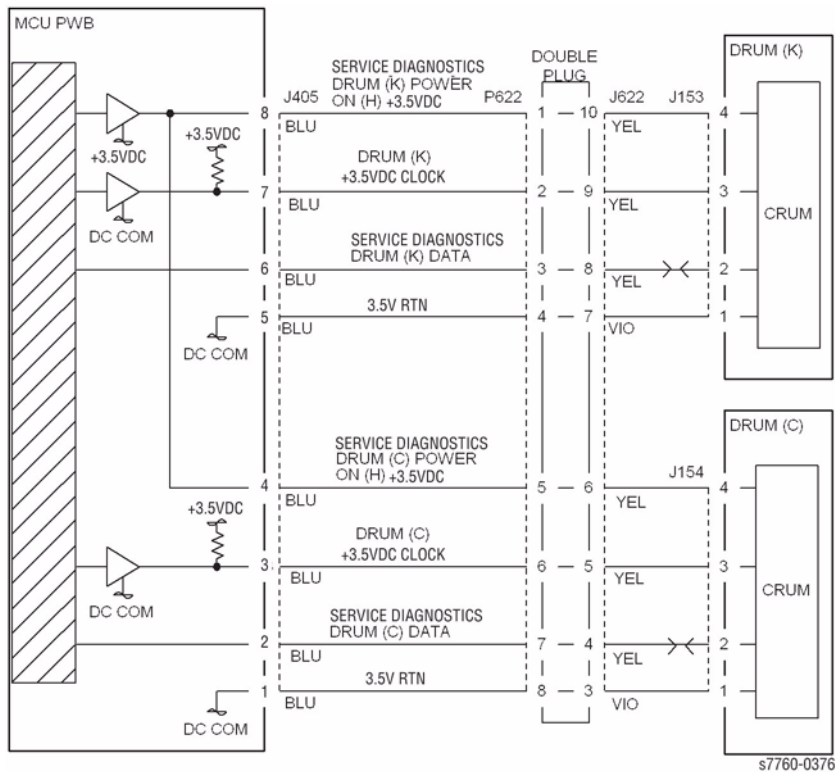 MCU PWB
DOUBLE
PLUG
DRUM (K)
SERVICE DIAGNOSTICS
DRUM (K) POWER
ON (H) +3.5VDC
8 J405 P622 1 10 J622 J153 4
BLU YEL
+3.5VDC
+3.5VDC
DRUM (K)
+3.5VDC CLOCK
7 2 9 3
BLU YEL
CRUM
DC COM
SERVICE DIAGNOSTICS
DRUM (K) DATA
6 3 8 2
BLU YEL
3.5V RTN
5 4 7 1
BLU VIO
DC COM
DRUM (C)
SERVICE DIAGNOSTICS
DRUM (C) POWER
ON (H) +3.5VDC
J154
4 5 6 4
BLU YEL
+3.5VDC
DRUM (C)
+3.5VDC CLOCK
3 6 5 3
BLU YEL
CRUM
DC COM
SERVICE DIAGNOSTICS
DRUM (C) DATA
2 7 4 2
BLU YEL
3.5V RTN
1 8 3 1
BLU VIO
DC COM
s7760-0376